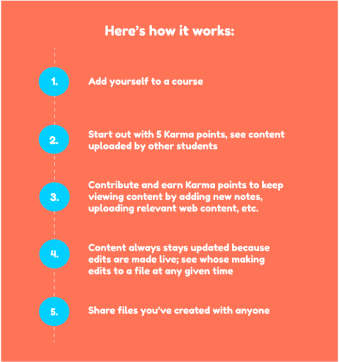 Here's how it works:
1.
Add yourself to a course
2.
Start out with 5 Karma points, see content
uploaded by other students
3.
Contribute and earn Karma points to keep
viewing content by adding new notes,
uploading relevant web content, etc.
4.
Content always stays updated because
edits are made live; see whose making
edits to a file at any given time
5.
Share files you've created with anyone